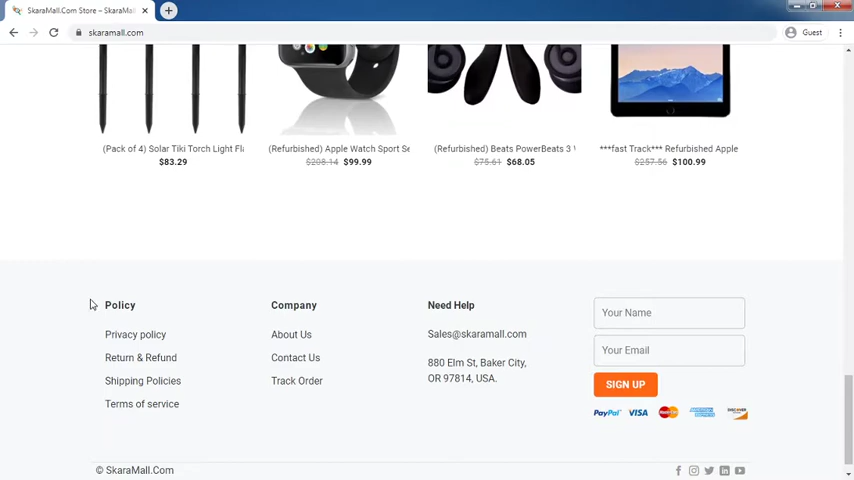 SkaraMall.Com Store – SkaraMall
skaramall.com
Guest
(Pack of 4) Solar Tiki Torch Light Fl
(Refurbished) Apple Watch Sport Se
(Refurbished) Beats PowerBeats 3 W
***fast Track*** Refurbished Apple
$83.29
$208.14 $99.99
$75.61 $68.05
$257.56 $100.99
Policy
Privacy policy
Return & Refund
Shipping Policies
Terms of service
Company
About Us
Contact Us
Track Order
Need Help
Sales@skaramall.com
880 Elm St, Baker City,
OR 97814, USA.
Your Name
Your Email
SIGN UP
PayPal VISA
© SkaraMall.Com